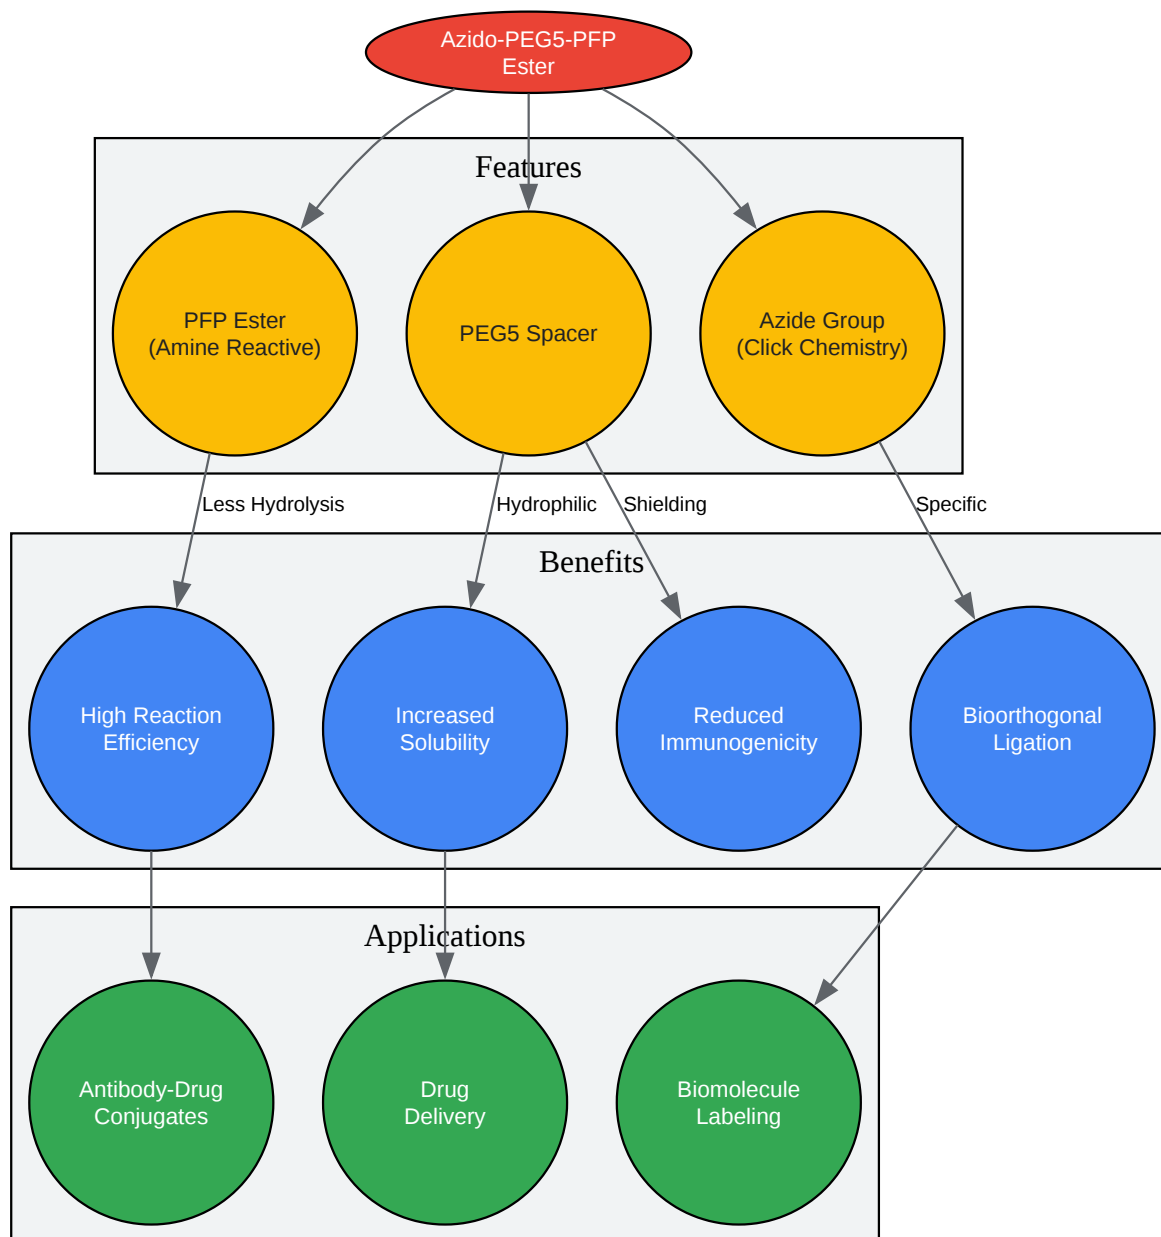 Azido-PEG5-PFP
Ester
Features
PFP Ester
(Amine Reactive)
PEG5 Spacer
Azide Group
(Click Chemistry)
Less Hydrolysis
Hydrophilic
Shielding
Specific
Benefits
High Reaction
Efficiency
Increased
Solubility
Reduced
Immunogenicity
Bioorthogonal
Ligation
Applications
Antibody-Drug
Conjugates
Drug
Delivery
Biomolecule
Labeling